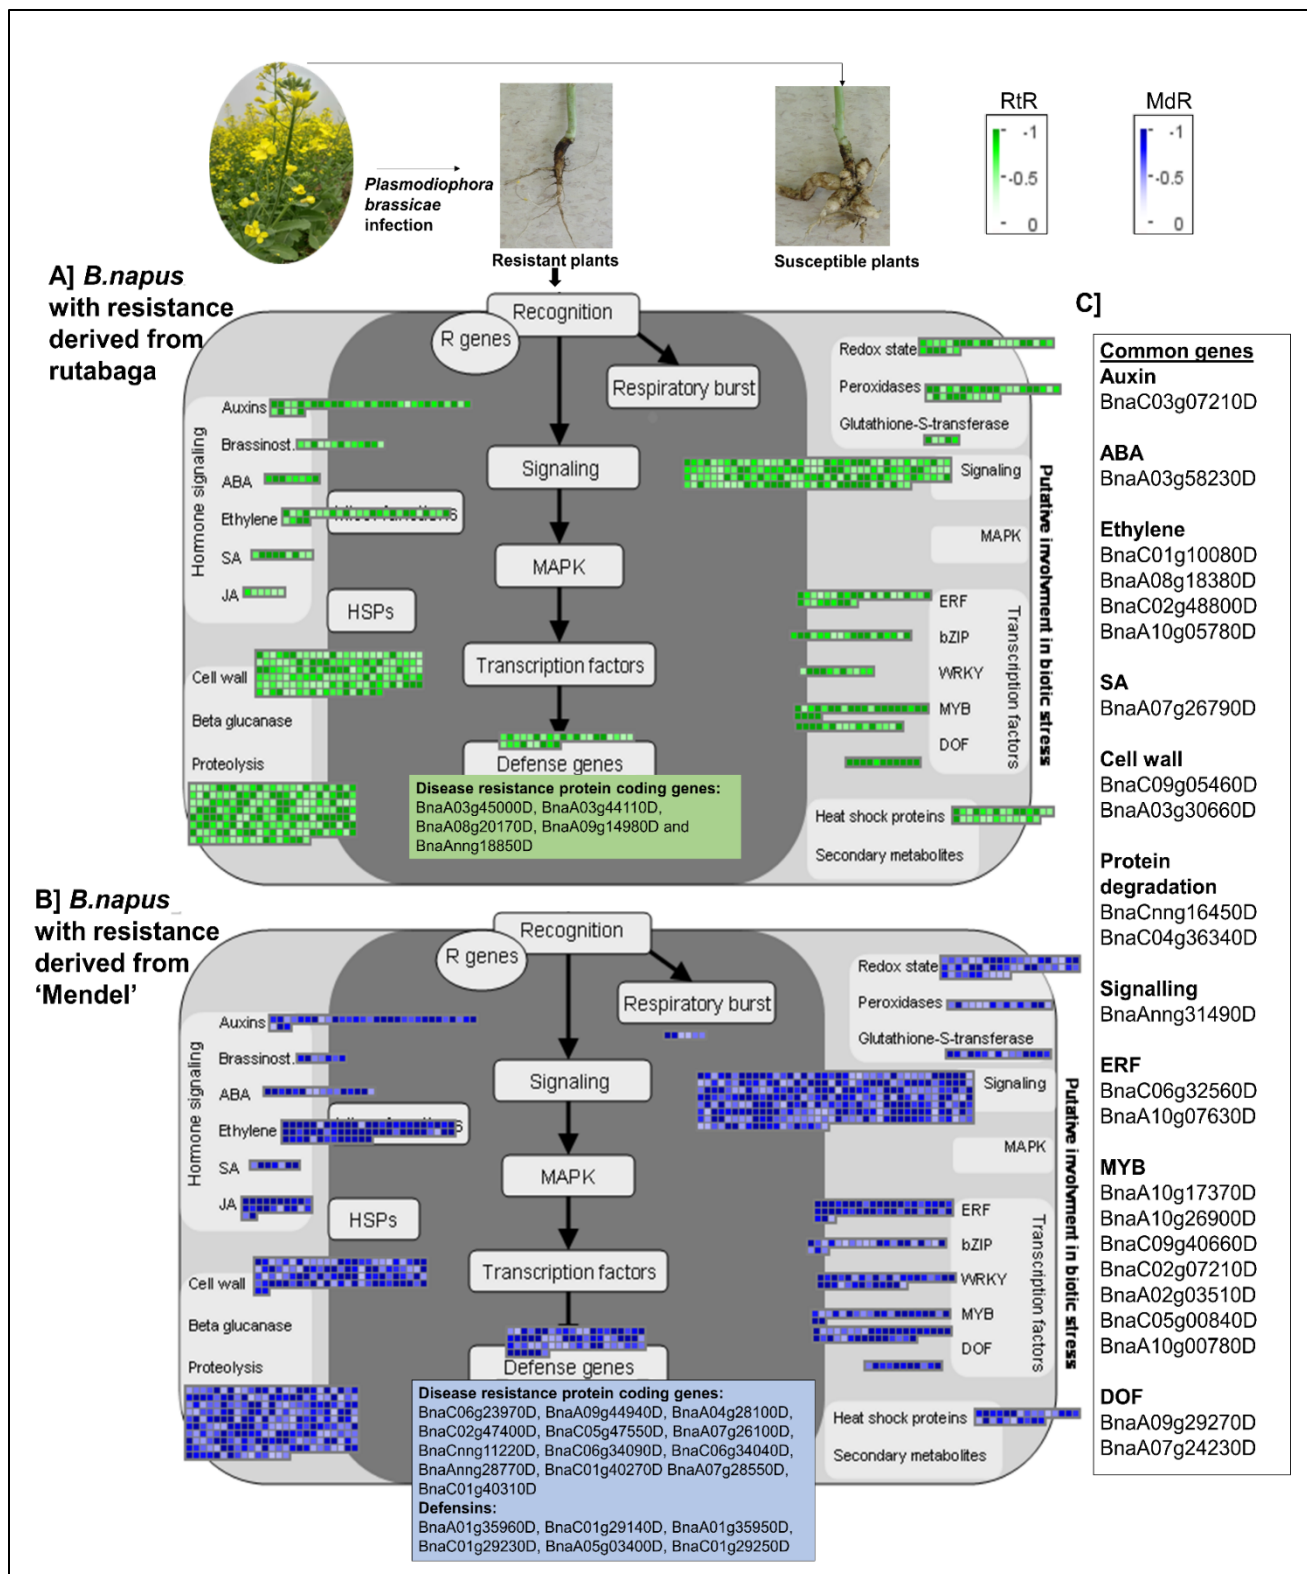 RtR
MdR
-1
-0.5
0
-1
-0.5
0
Plasmodiophora
brassicae
infection
Resistant plants
Susceptible plants
A] B.napus
with resistance
derived from
rutabaga
Recognition
R genes
Respiratory burst
Hormone signaling
Auxins
Brassinost.
ABA
Ethylene
SA
JA
Signaling
MAPK
HSPs
Transcription factors
Defense genes
Cell wall
Beta glucanase
Proteolysis
Disease resistance protein coding genes:
BnaA03g45000D, BnaA03g44110D,
BnaA08g20170D, BnaA09g14980D and
BnaAnng18850D
Redox state
Peroxidases
Glutathione-S-transferase
Signaling
MAPK
ERF
bZIP
WRKY
MYB
DOF
Transcription factors
Heat shock proteins
Secondary metabolites
Putative involvment in biotic stress
B] B.napus
with resistance
derived from
‘Mendel’
Recognition
R genes
Respiratory burst
Hormone signaling
Auxins
Brassinost.
ABA
Ethylene
SA
JA
Signaling
MAPK
HSPs
Transcription factors
Defense genes
Cell wall
Beta glucanase
Proteolysis
Disease resistance protein coding genes:
BnaC06g23970D, BnaA09g44940D, BnaA04g28100D,
BnaC02g47400D, BnaC05g47550D, BnaA07g26100D,
BnaCnng11220D, BnaC06g34090D, BnaC06g34040D,
BnaAnng28770D, BnaC01g40270D BnaA07g28550D,
BnaC01g40310D
Defensins:
BnaA01g35960D, BnaC01g29140D, BnaA01g35950D,
BnaC01g29230D, BnaA05g03400D, BnaC01g29250D
Redox state
Peroxidases
Glutathione-S-transferase
Signaling
MAPK
ERF
bZIP
WRKY
MYB
DOF
Transcription factors
Heat shock proteins
Secondary metabolites
Putative involvment in biotic stress
C]
Common genes
Auxin
BnaC03g07210D
ABA
BnaA03g58230D
Ethylene
BnaC01g10080D
BnaA08g18380D
BnaC02g48800D
BnaA10g05780D
SA
BnaA07g26790D
Cell wall
BnaC09g05460D
BnaA03g30660D
Protein
degradation
BnaCnng16450D
BnaC04g36340D
Signalling
BnaAnng31490D
ERF
BnaC06g32560D
BnaA10g07630D
MYB
BnaA10g17370D
BnaA10g26900D
BnaC09g40660D
BnaC02g07210D
BnaA02g03510D
BnaC05g00840D
BnaA10g00780D
DOF
BnaA09g29270D
BnaA07g24230D